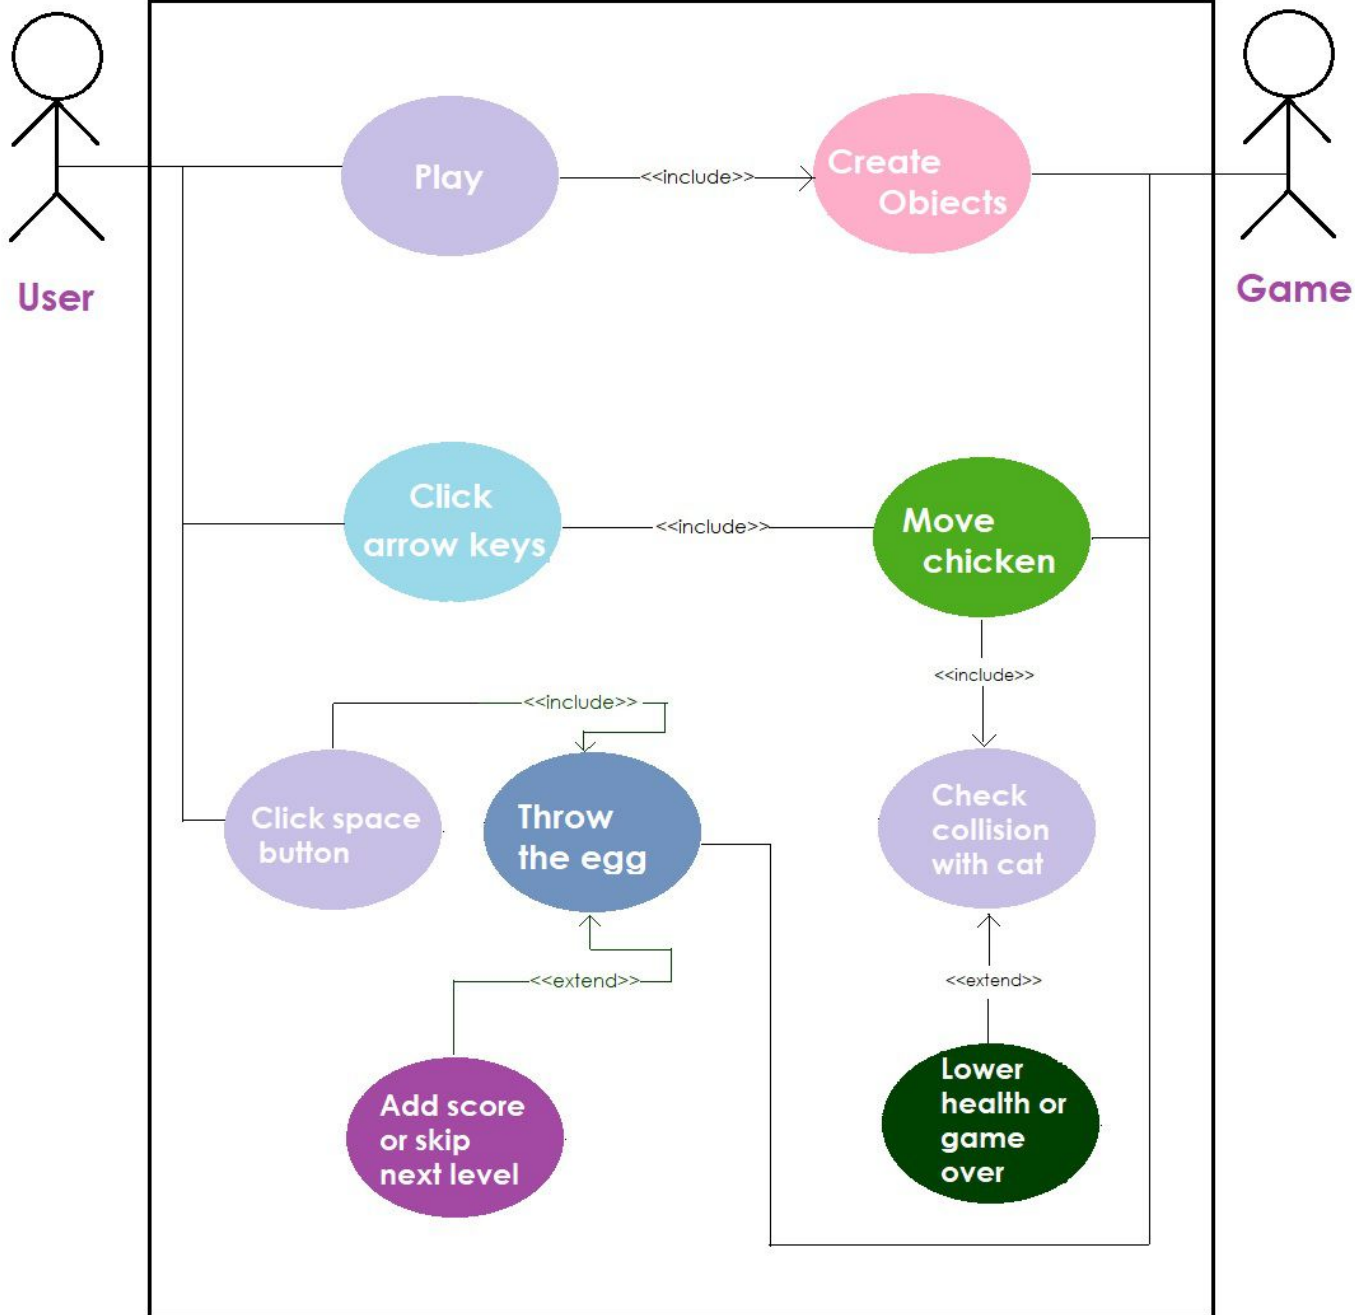 User
Game
Play
<<include>>
Create
Objects
Click
arrow keys
<<include>>
Move
chicken
<<include>>
<<include>>
Click space
button
Throw
the egg
Check
collision
with cat
<<extend>>
<<extend>>
Add score
or skip
next level
Lower
health or
game
over